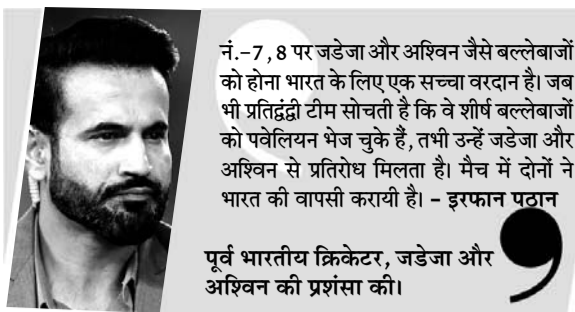 नं.–7,8 पर जडेजा और अश्विन जैसे बल्लेबाजों
को होना भारत के लिए एक सच्चा वरदान है। जब
भी प्रतिद्वंद्वी टीम सोचती है कि वे शीर्ष बल्लेबाजों
को पवेलियन भेज चुके हैं, तभी उन्हें जडेजा और
अश्विन से प्रतिरोध मिलता है। मैच में दोनों ने
भारत की वापसी करायी है। – इरफान पठान
पूर्व भारतीय क्रिकेटर, जडेजा और
अश्विन की प्रशंसा की।